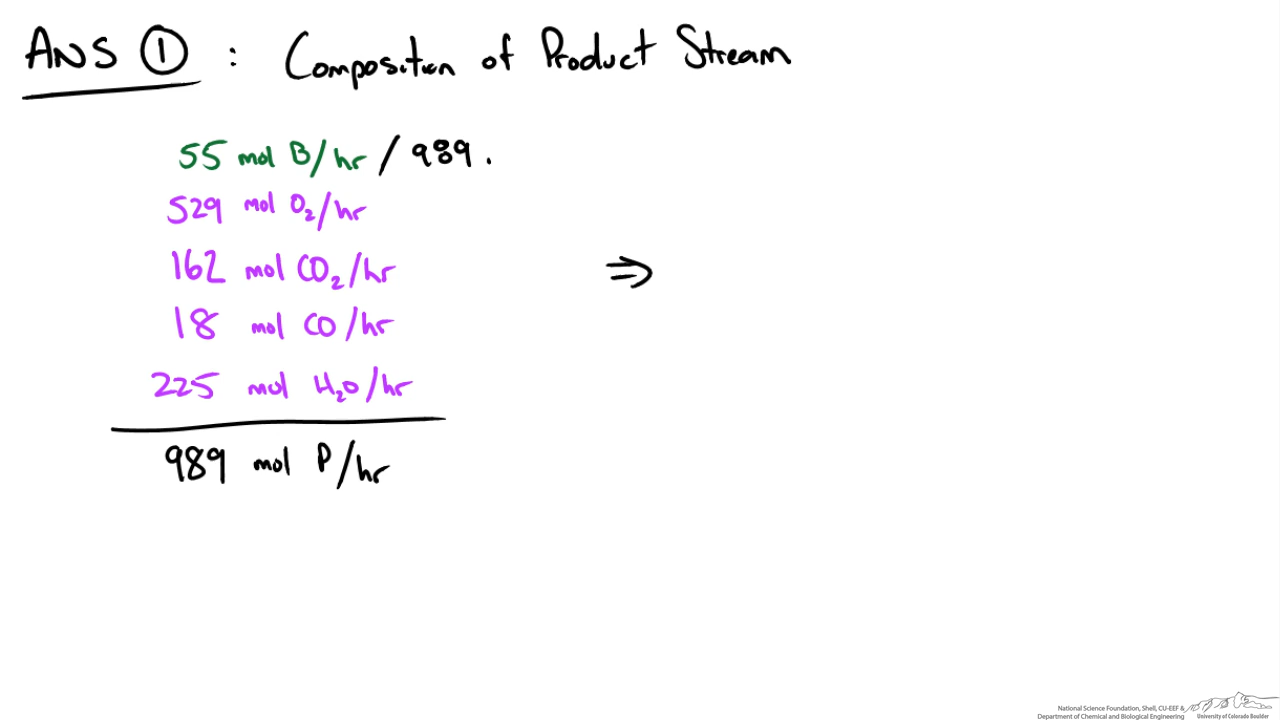 ANS ① : Composition of Product Stream
55 mol B/hr / 989.
529 mol O₂/hr
162 mol CO₂/hr ⇒
18 mol CO/hr
225 mol H₂O/hr
989 mol P/hr
National Science Foundation, Shell, CU-EEF &
Department of Chemical and Biological Engineering
University of Colorado Boulder